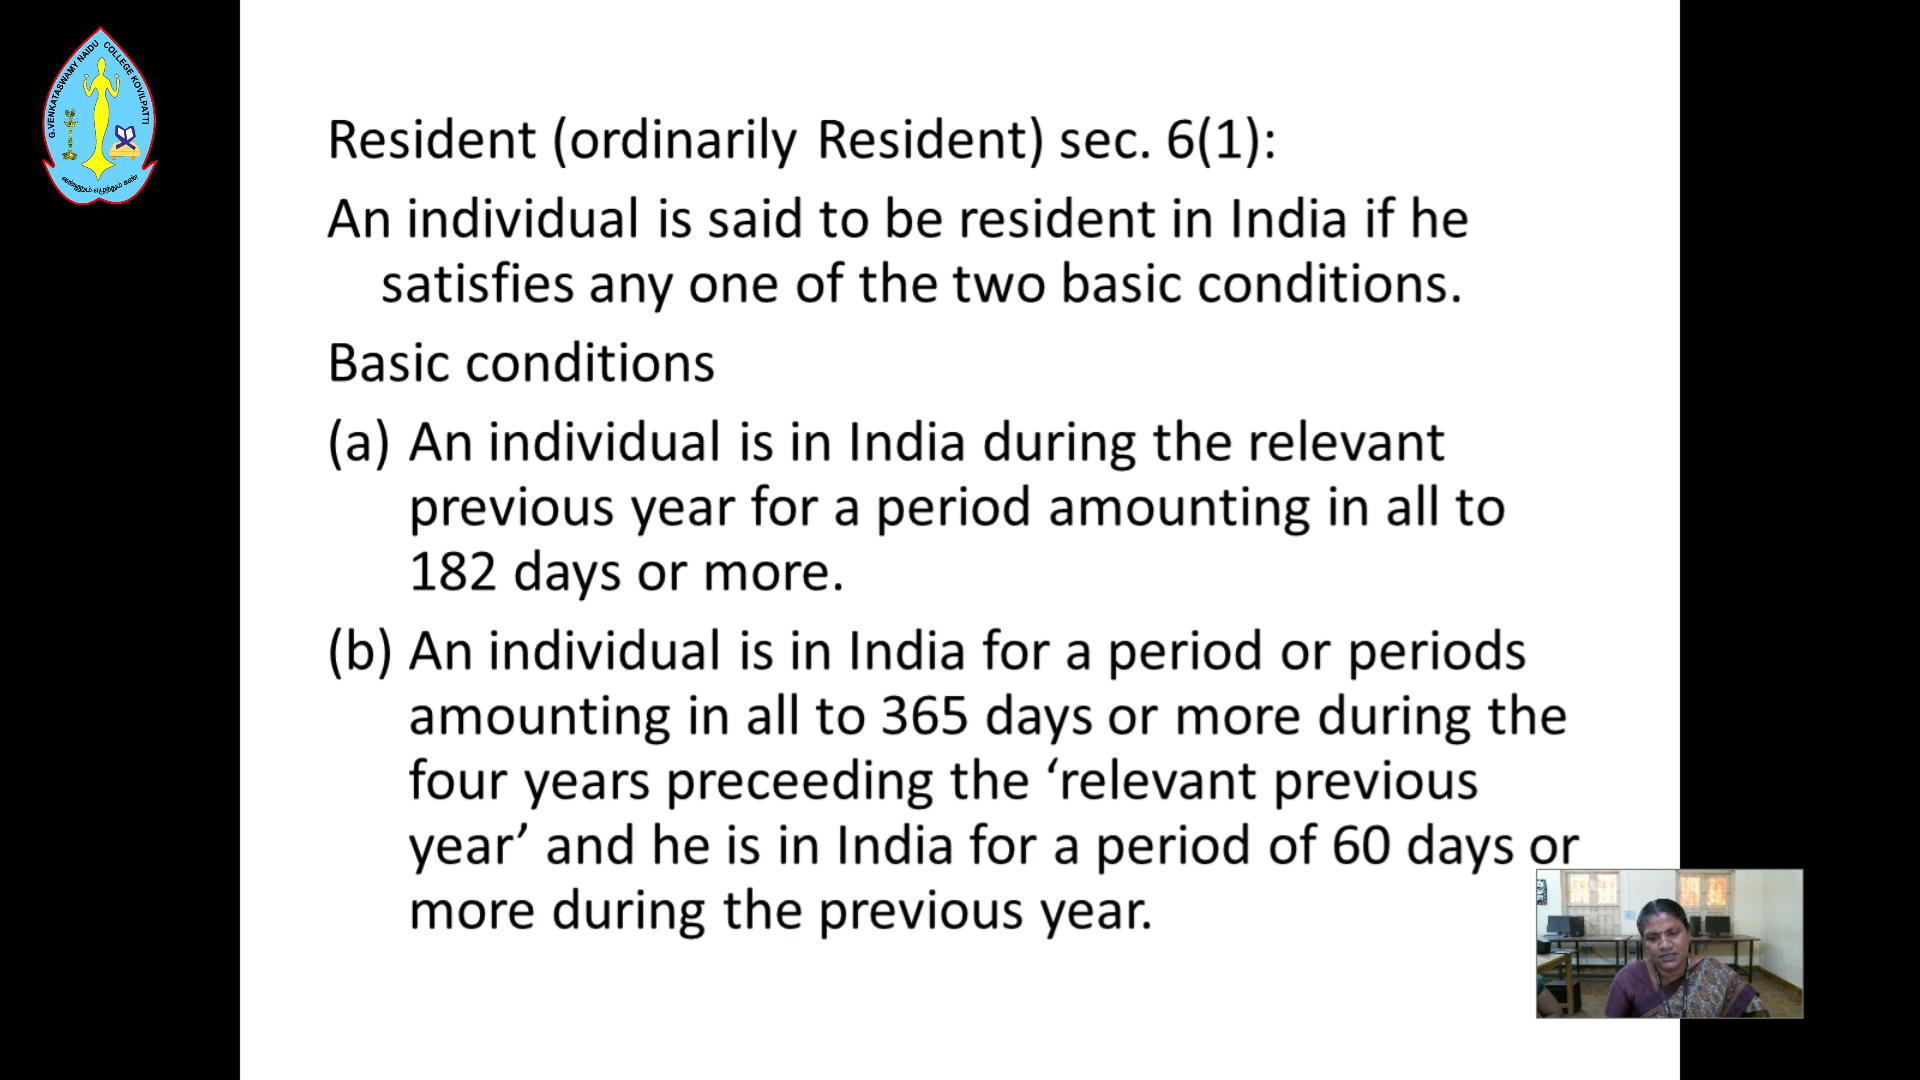 G.VENKATASWAMY NAIDU COLLEGE KOVILPATTI
Resident (ordinarily Resident) sec. 6(1):
An individual is said to be resident in India if he
satisfies any one of the two basic conditions.
Basic conditions
(a) An individual is in India during the relevant
previous year for a period amounting in all to
182 days or more.
(b) An individual is in India for a period or periods
amounting in all to 365 days or more during the
four years preceeding the ‘relevant previous
year’ and he is in India for a period of 60 days or
more during the previous year.